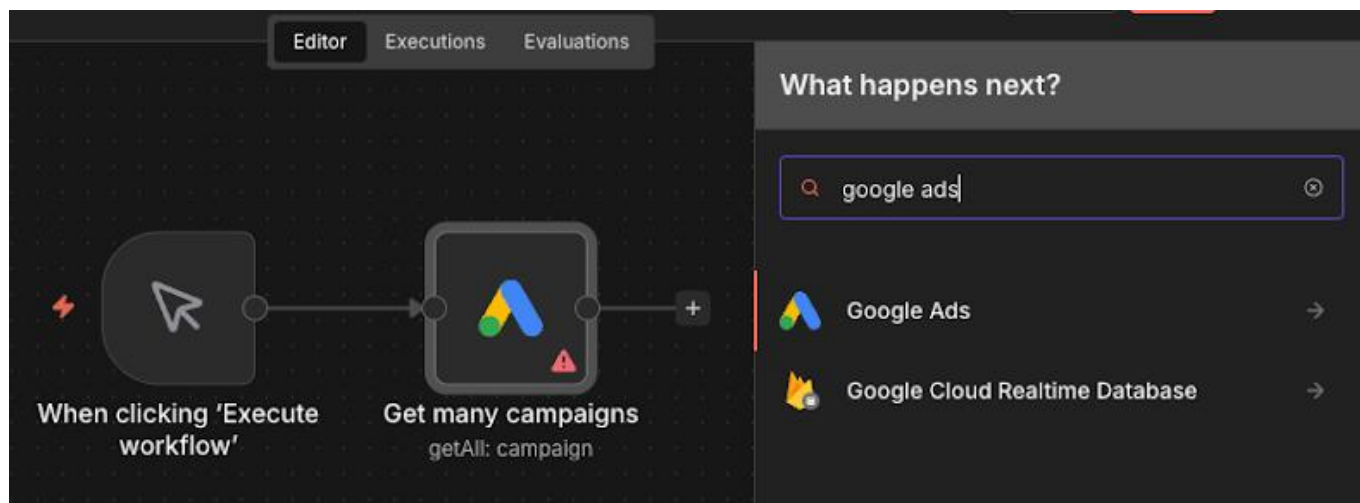 Editor Executions Evaluations
What happens next?
google ads
Google Ads
Google Cloud Realtime Database
When clicking ‘Execute
workflow’
Get many campaigns
getAll: campaign